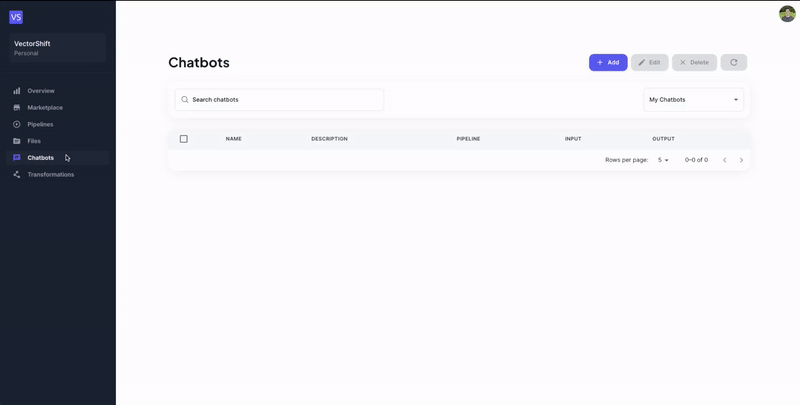 VS
VectorShift
Personal
Overview
Marketplace
Pipelines
Files
Chatbots
Transformations
Chatbots
Add
Edit
Delete
Search chatbots
My Chatbots
NAME DESCRIPTION PIPELINE INPUT OUTPUT
Rows per page: 5 0–0 of 0